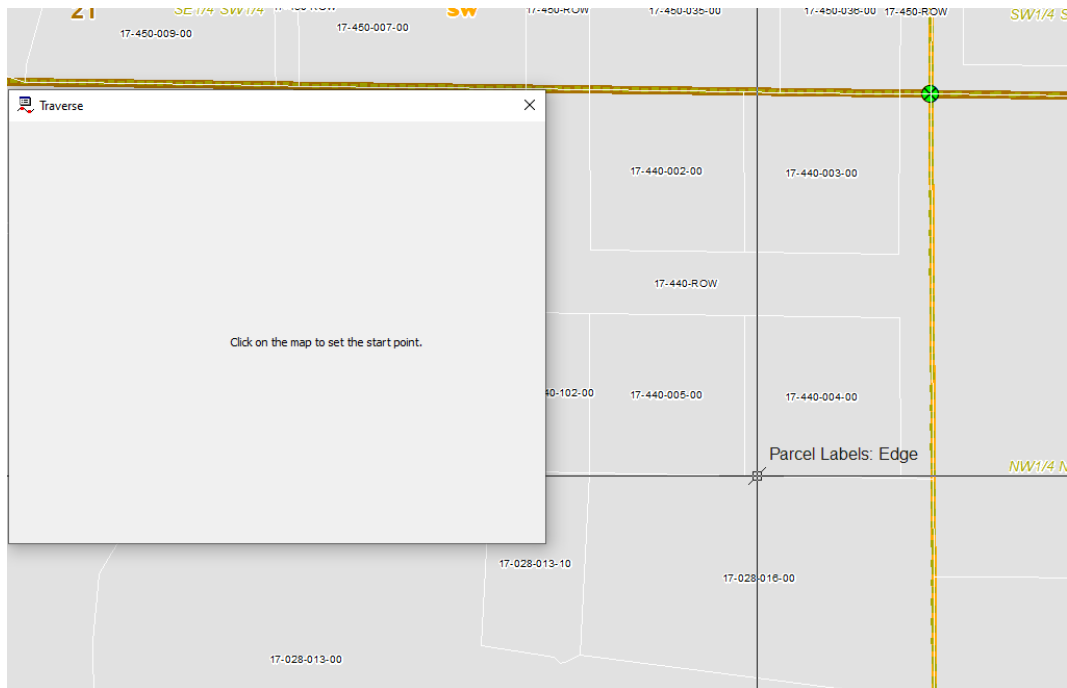 21
SE1/4 SW1/4
SW
17-450-ROW
17-450-035-00
17-450-036-00
17-450-ROW
17-450-009-00
17-450-007-00
Traverse
17-440-002-00
17-440-003-00
17-440-ROW
Click on the map to set the start point.
40-102-00
17-440-005-00
17-440-004-00
Parcel Labels: Edge
NW1/4 N
17-028-013-10
17-028-016-00
17-028-013-00